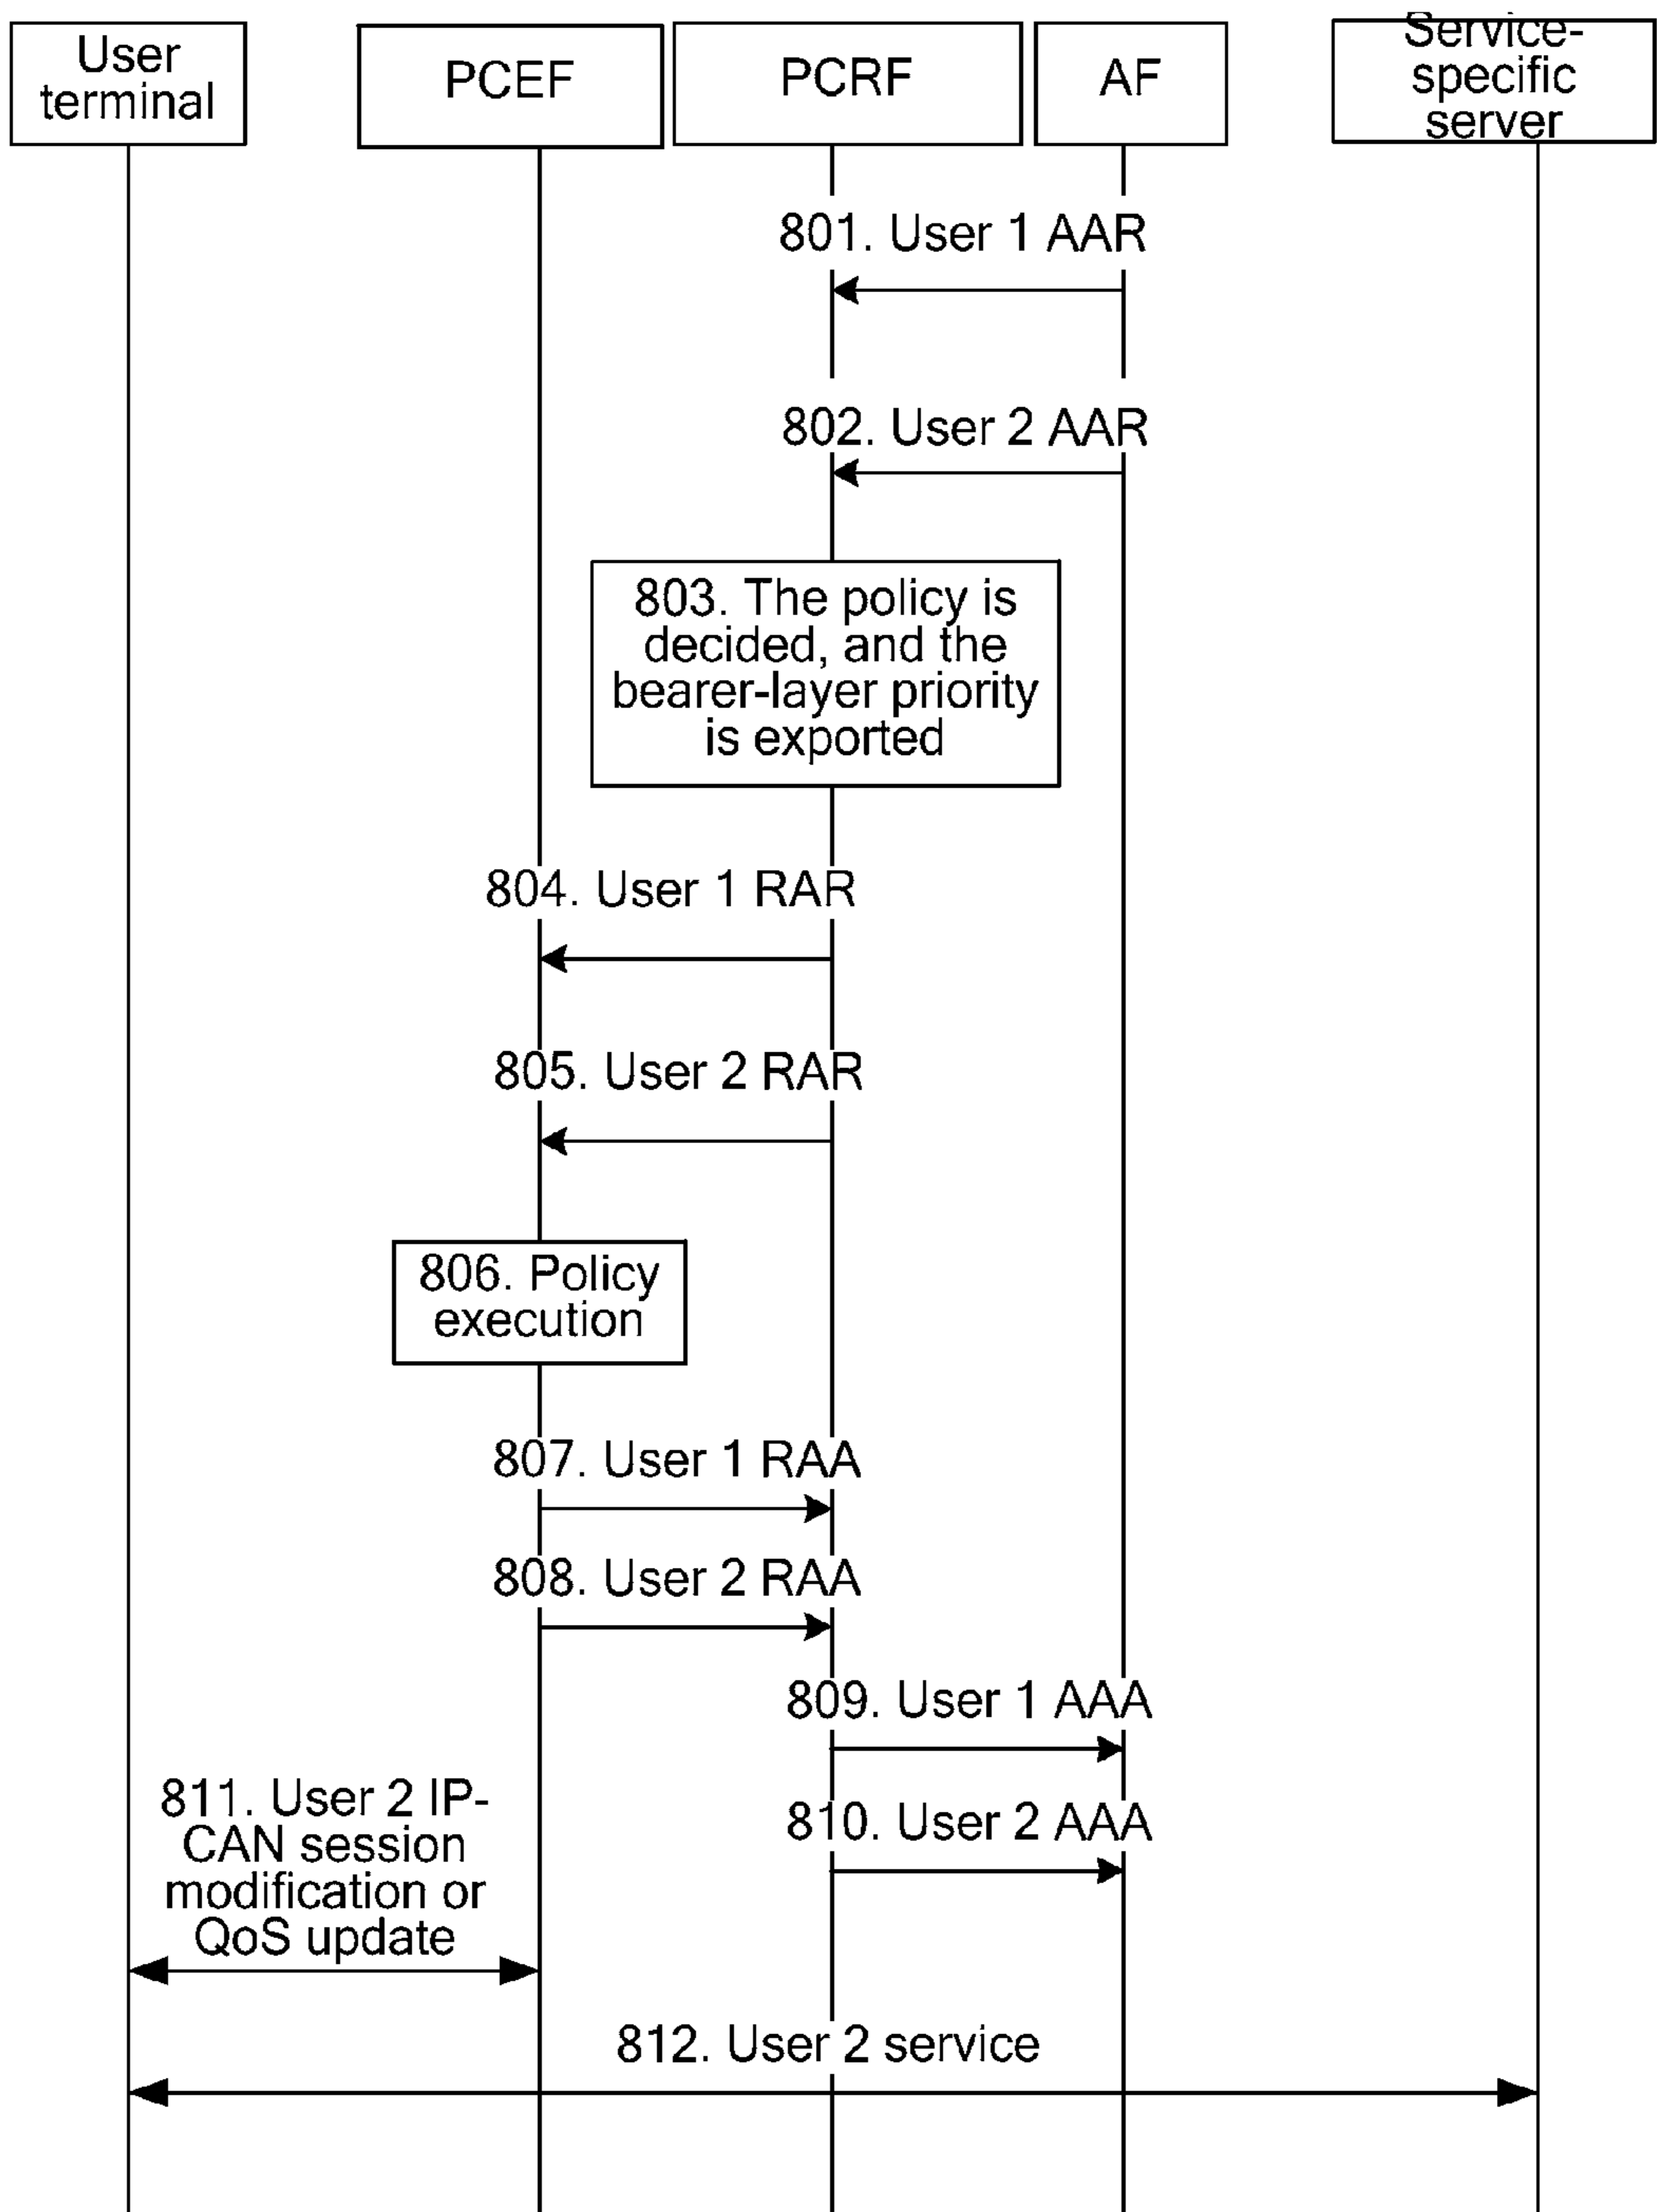 User
terminal
PCEF
PCRF
AF
Service-
specific
server
801. User 1 AAR
802. User 2 AAR
803. The policy is
decided, and the
bearer-layer priority
is exported
804. User 1 RAR
805. User 2 RAR
806. Policy
execution
807. User 1 RAA
808. User 2 RAA
809. User 1 AAA
811. User 2 IP-
CAN session
modification or
QoS update
810. User 2 AAA
812. User 2 service